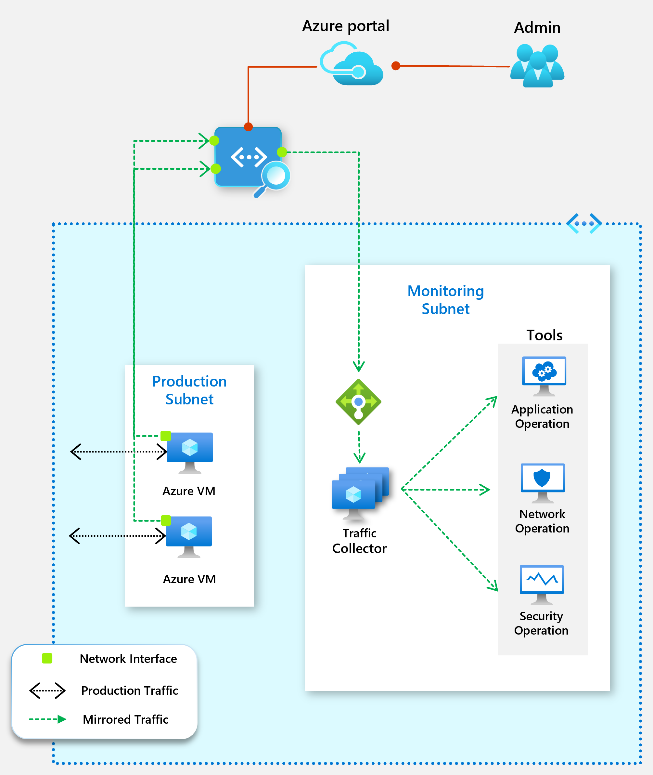 Azure portal
Admin
Monitoring
Subnet
Tools
Production
Subnet
Application
Operation
Azure VM
Network
Operation
Traffic
Collector
Azure VM
Security
Operation
Network Interface
Production Traffic
Mirrored Traffic